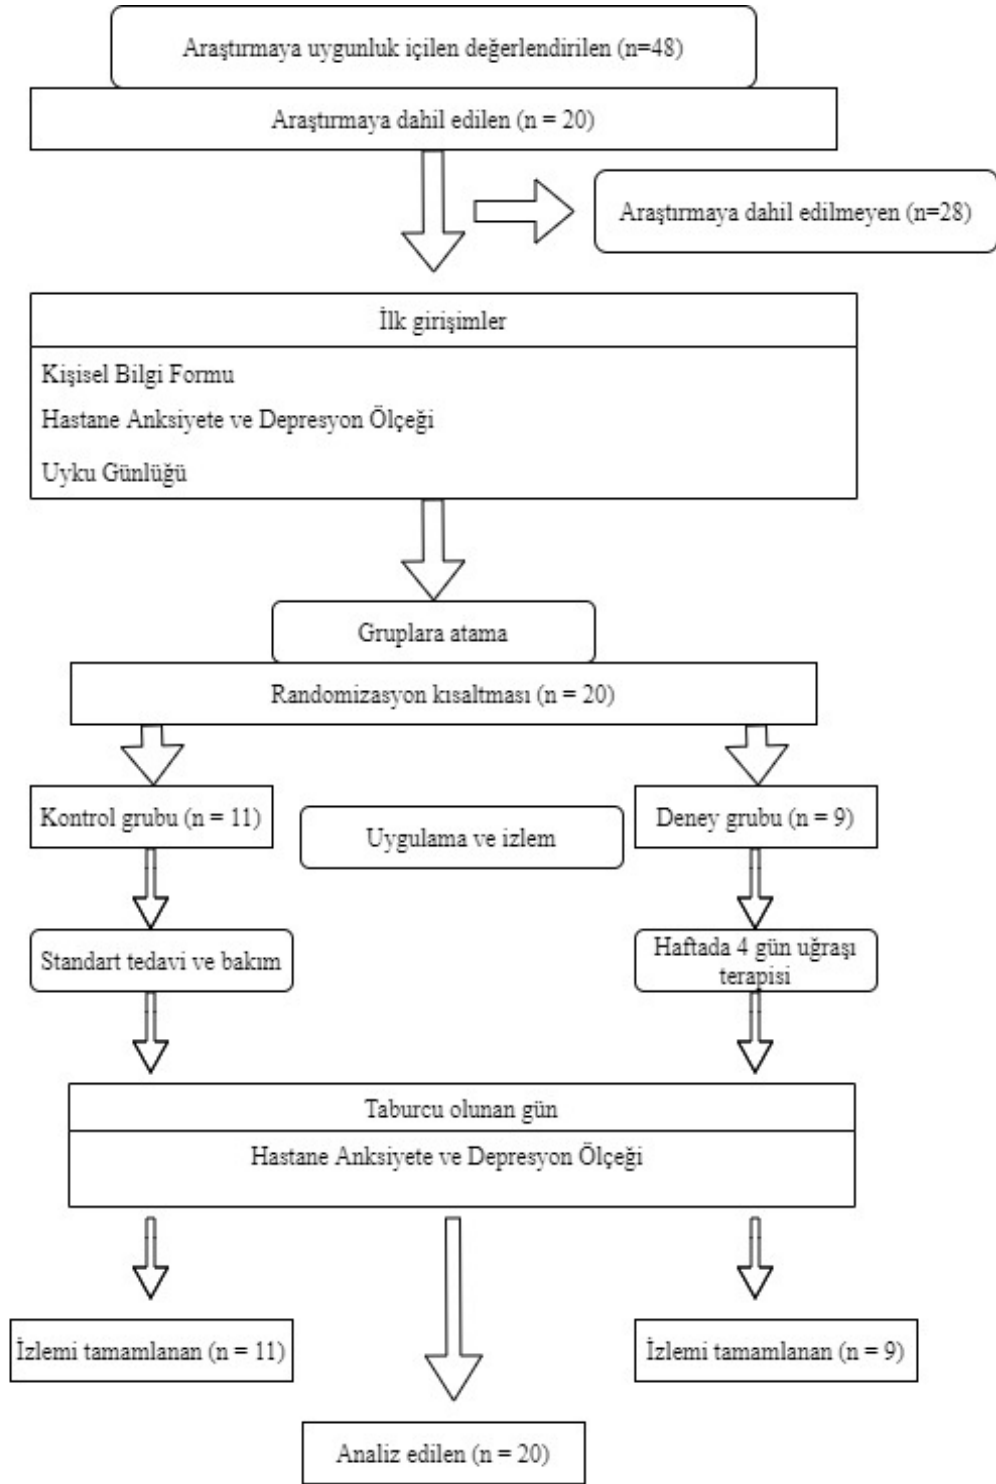 Araştırmaya uygunluk içilen değerlendirilen (n=48)
Araştırmaya dahil edilen (n = 20)
Araştırmaya dahil edilmeyen (n=28)
İlk girişimler
Kişisel Bilgi Formu
Hastane Anksiyete ve Depresyon Ölçeği
Uyku Günlüğü
Gruplara atama
Randomizasyon kısaltması (n = 20)
Kontrol grubu (n = 11)
Uygulama ve izlem
Deney grubu (n = 9)
Standart tedavi ve bakım
Haftada 4 gün uğraşı
terapisi
Taburcu olunan gün
Hastane Anksiyete ve Depresyon Ölçeği
İzlemi tamamlanan (n = 11)
İzlemi tamamlanan (n = 9)
Analiz edilen (n = 20)